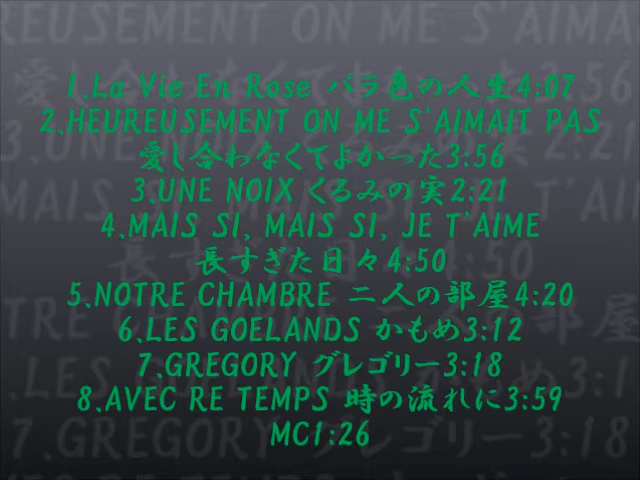 1.La Vie En Rose バラ色の人生4:07
2.HEUREUSEMENT ON ME S'AIMAIT PAS
愛し合わなくてよかった3:56
3.UNE NOIX くるみの実2:21
4.MAIS SI, MAIS SI, JE T'AIME
長すぎた日々4:50
5.NOTRE CHAMBRE 二人の部屋4:20
6.LES GOELANDS かもめ3:12
7.GREGORY グレゴリー3:18
8.AVEC RE TEMPS 時の流れに3:59
MC1:26